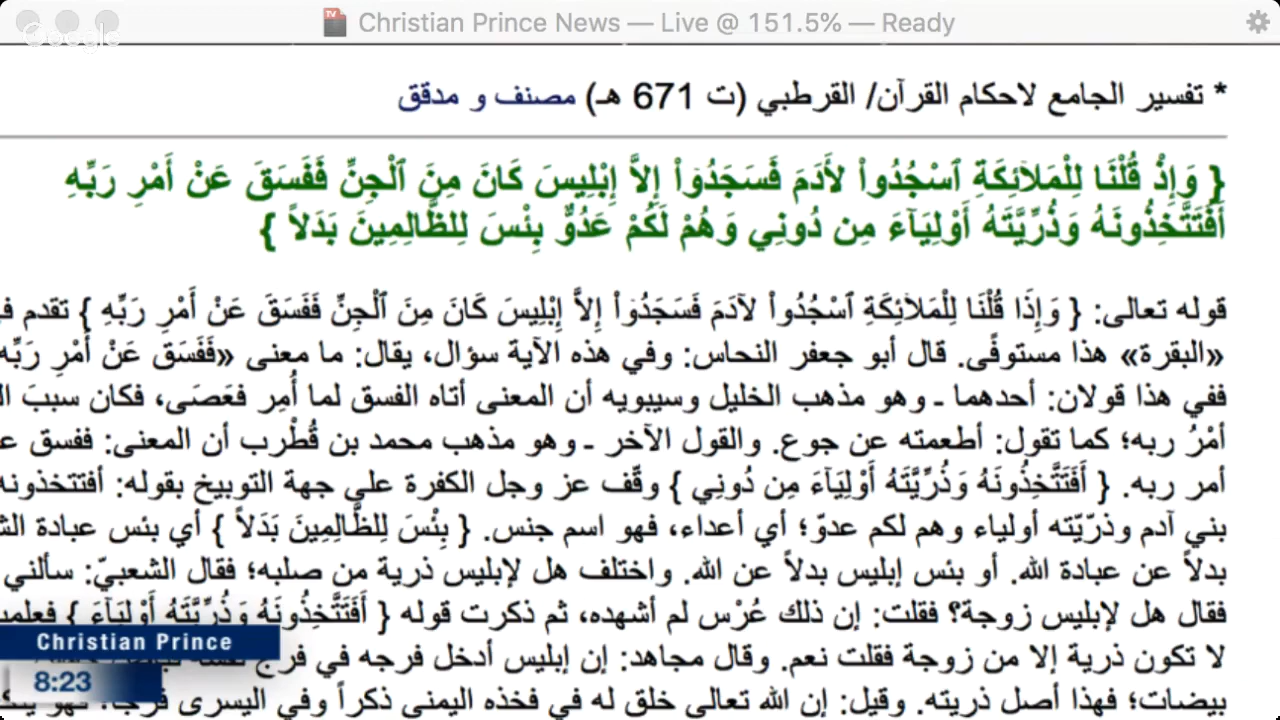 Christian Prince News — Live @ 151.5% — Ready
Google
* تفسير الجامع لاحكام القرآن/ القرطبي (ت 671 هـ) مصنف و مدقق
{ وَإِذْ قُلْنَا لِلْمَلاَئِكَةِ ٱسْجُدُواْ لأَدَمَ فَسَجَدُوۤاْ إِلاَّ إِبْلِيسَ كَانَ مِنَ ٱلْجِنِّ فَفَسَقَ عَنْ أَمْرِ رَبِّهِ
أَفَتَتَّخِذُونَهُ وَذُرِّيَّتَهُ أَوْلِيَآءَ مِن دُونِي وَهُمْ لَكُمْ عَدُوٌّ بِئْسَ لِلظَّالِمِينَ بَدَلاً }
قوله تعالى: { وَإِذَا قُلْنَا لِلْمَلاۤئِكَةِ ٱسْجُدُواْ لآدَمَ فَسَجَدُوۤاْ إِلاَّ إِبْلِيسَ كَانَ مِنَ ٱلْجِنِّ فَفَسَقَ عَنْ أَمْرِ رَبِّهِ } تقدم
«البقرة» هذا مستوفًى. قال أبو جعفر النحاس: وفي هذه الآية سؤال، يقال: ما معنى «فَفَسَقَ عَنْ أَمْرِ رَبِّه
ففي هذا قولان: أحدهما ـ وهو مذهب الخليل وسيبويه أن المعنى أتاه الفسق لما أُمِر فعَصَى، فكان سببَ
أمْرُ ربه؛ كما تقول: أطعمته عن جوع. والقول الآخر ـ وهو مذهب محمد بن قُطْرب أن المعنى: ففسق
أمر ربه. { أَفَتَتَّخِذُونَهُ وَذُرِّيَّتَهُ أَوْلِيَآءَ مِن دُونِي } وقّف عز وجل الكفرة على جهة التوبيخ بقوله: أفتتخذونه
بني آدم وذرّيّته أولياء وهم لكم عدوّ؛ أي أعداء، فهو اسم جنس. { بِئْسَ لِلظَّالِمِينَ بَدَلاً } أي بئس عبادة
بدلاً عن عبادة الله. أو بئس إبليس بدلاً عن الله. واختلف هل لإبليس ذرية من صلبه؛ فقال الشعبيّ: سألني
فقال هل لإبليس زوجة؟ فقلت: إن ذلك عُرْس لم أشهده، ثم ذكرت قوله { أَفَتَتَّخِذُونَهُ وَذُرِّيَّتَهُ أَوْلِيَآءَ } فعلمت
لا تكون ذرية إلا من زوجة فقلت نعم. وقال مجاهد: إن إبليس أدخل فرجه في فرج
بيضات؛ فهذا أصل ذريته. وقيل: إن الله تعالى خلق له في فخذه اليمنى ذكراً وفي اليسرى فرجاً؛ فهو
Christian Prince
8:23